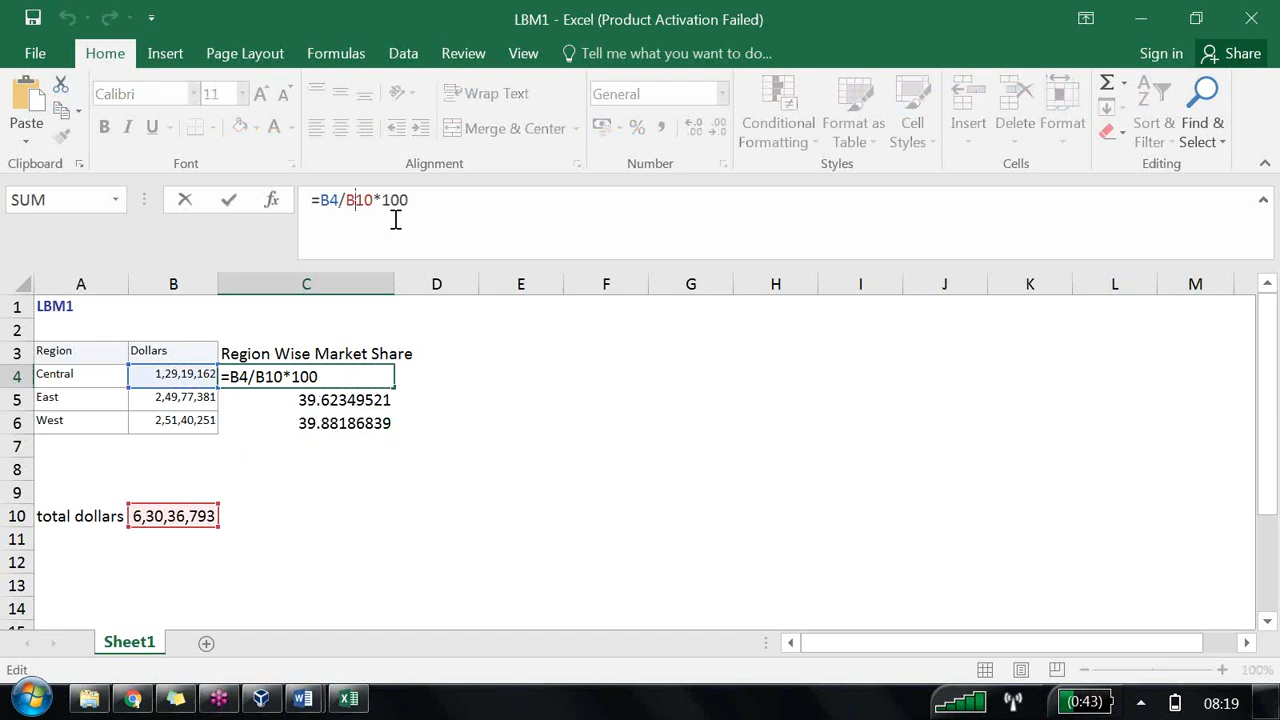 LBM1 - Excel (Product Activation Failed)
File Home Insert Page Layout Formulas Data Review View Tell me what you want to do... Sign in Share
Paste
Calibri 11 A A
B I U A
Wrap Text
Merge & Center
General
% ,
Conditional Formatting
Format as Table
Cell Styles
Insert Delete Format
Sort & Filter
Find & Select
Clipboard Font Alignment Number Styles Cells Editing
SUM fx =B4/B10*100
A B C D E F G H I J K L M
1 LBM1
2
3 Region Dollars Region Wise Market Share
4 Central 1,29,19,162 =B4/B10*100
5 East 2,49,77,381 39.62349521
6 West 2,51,40,251 39.88186839
7
8
9
10 total dollars 6,30,36,793
11
12
13
14
15
Sheet1
Edit 100%
(0:43) 08:19